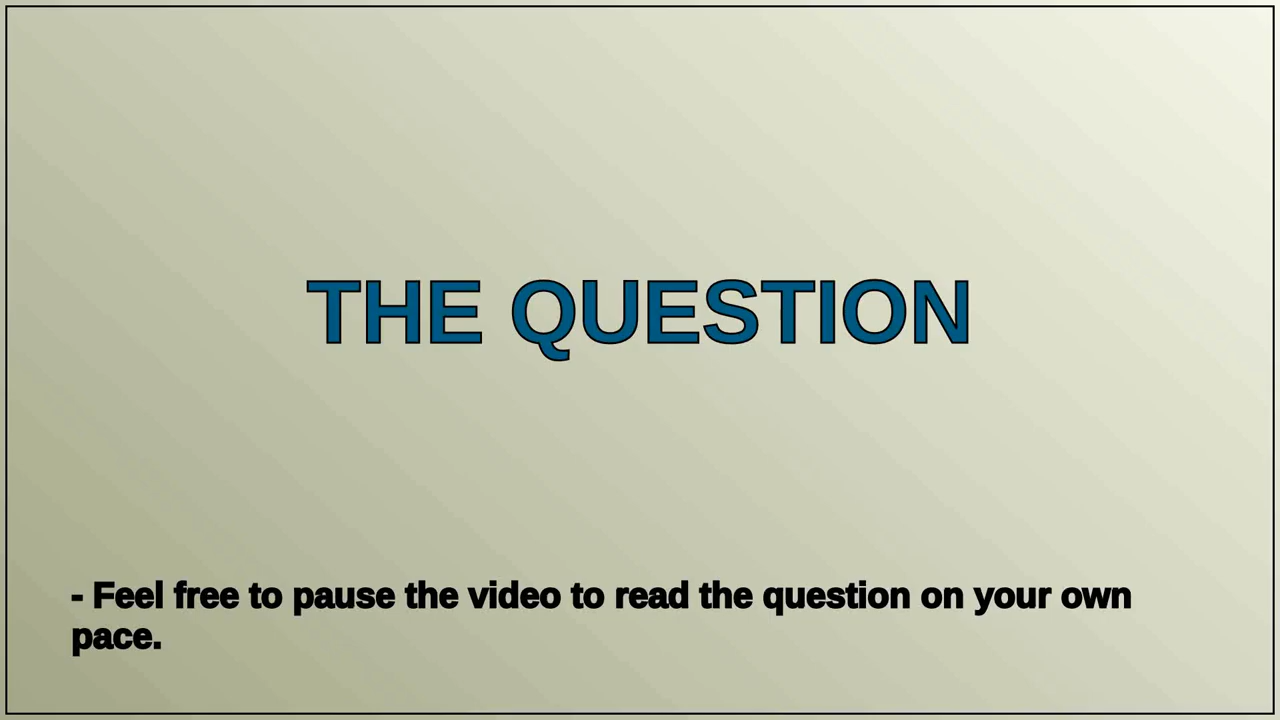 THE QUESTION
- Feel free to pause the video to read the question on your own
pace.